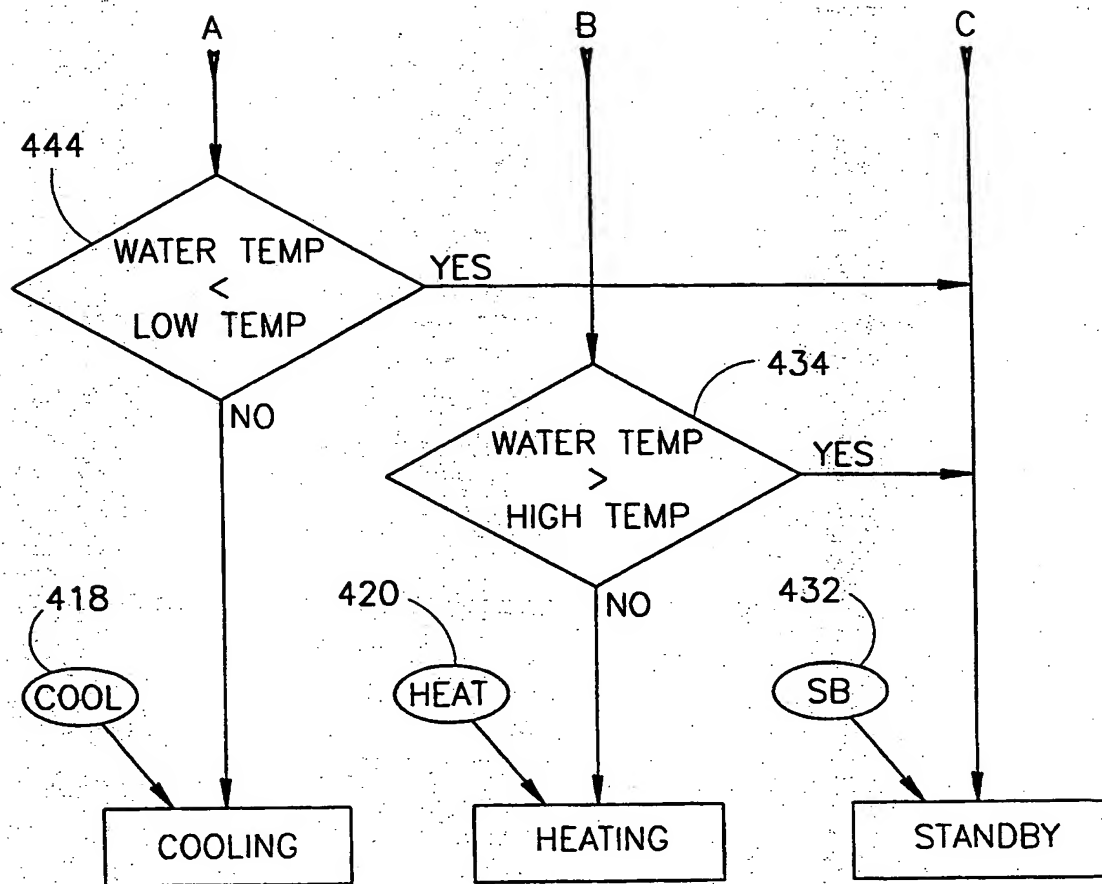 A
B
C
444
WATER TEMP
<
LOW TEMP
YES
NO
434
WATER TEMP
>
HIGH TEMP
YES
NO
418
COOL
420
HEAT
432
SB
COOLING
HEATING
STANDBY